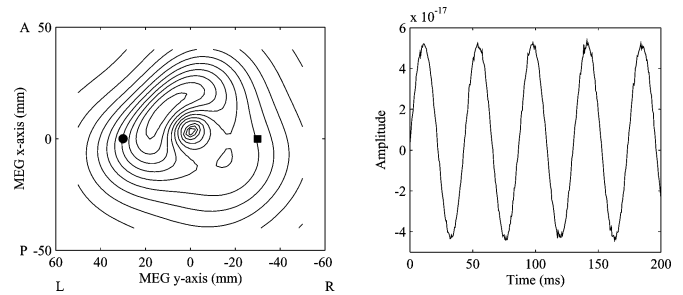 A
50
MEG x-axis (mm)
0
P
-50
60
40
20
0
-20
-40
-60
MEG y-axis (mm)
L
R
x 10⁻¹⁷
6
4
2
0
-2
-4
Amplitude
0
50
100
150
200
Time (ms)